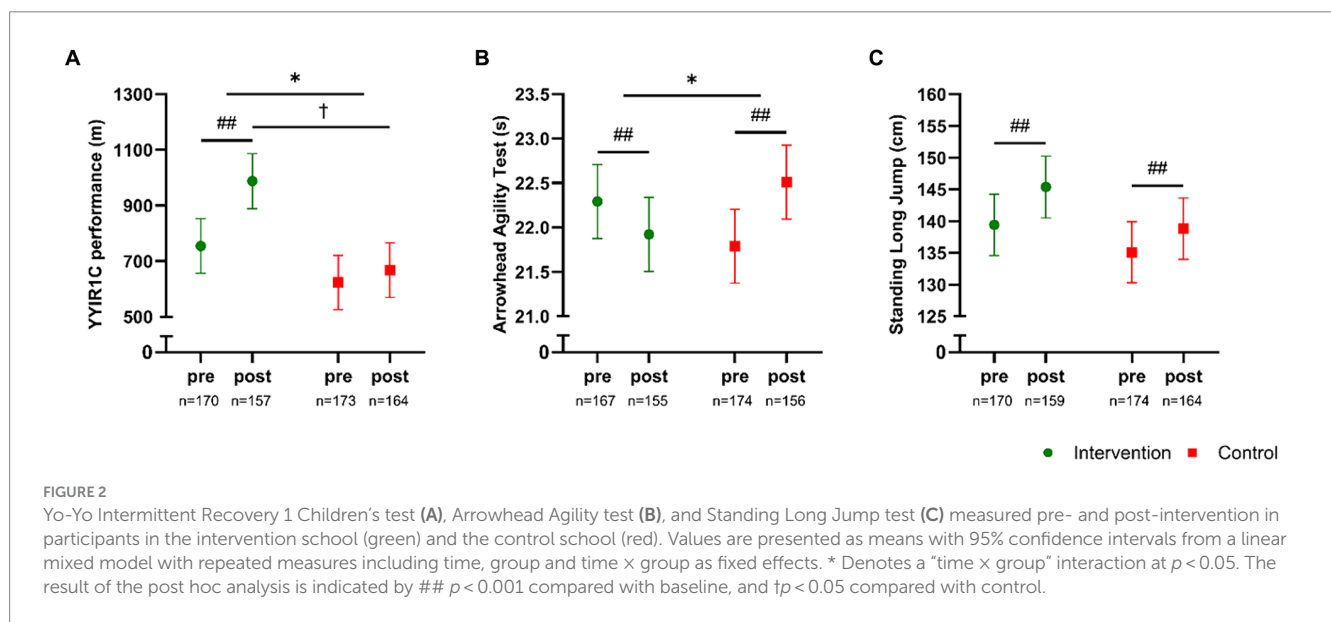 A
*
†
##
1300
1100
900
700
500
0
YYIR1C performance (m)
pre post pre post
n=170 n=157 n=173 n=164
B
*
##
##
23.5
23.0
22.5
22.0
21.5
21.0
0
Arrowhead Agility Test (s)
pre post pre post
n=167 n=155 n=174 n=156
C
##
##
160
155
150
145
140
135
130
125
0
Standing Long Jump (cm)
pre post pre post
n=170 n=159 n=174 n=164
Intervention Control
FIGURE 2
Yo-Yo Intermittent Recovery 1 Children’s test (A), Arrowhead Agility test (B), and Standing Long Jump test (C) measured pre- and post-intervention in
participants in the intervention school (green) and the control school (red). Values are presented as means with 95% confidence intervals from a linear
mixed model with repeated measures including time, group and time × group as fixed effects. * Denotes a “time × group” interaction at p < 0.05. The
result of the post hoc analysis is indicated by ## p < 0.001 compared with baseline, and †p < 0.05 compared with control.